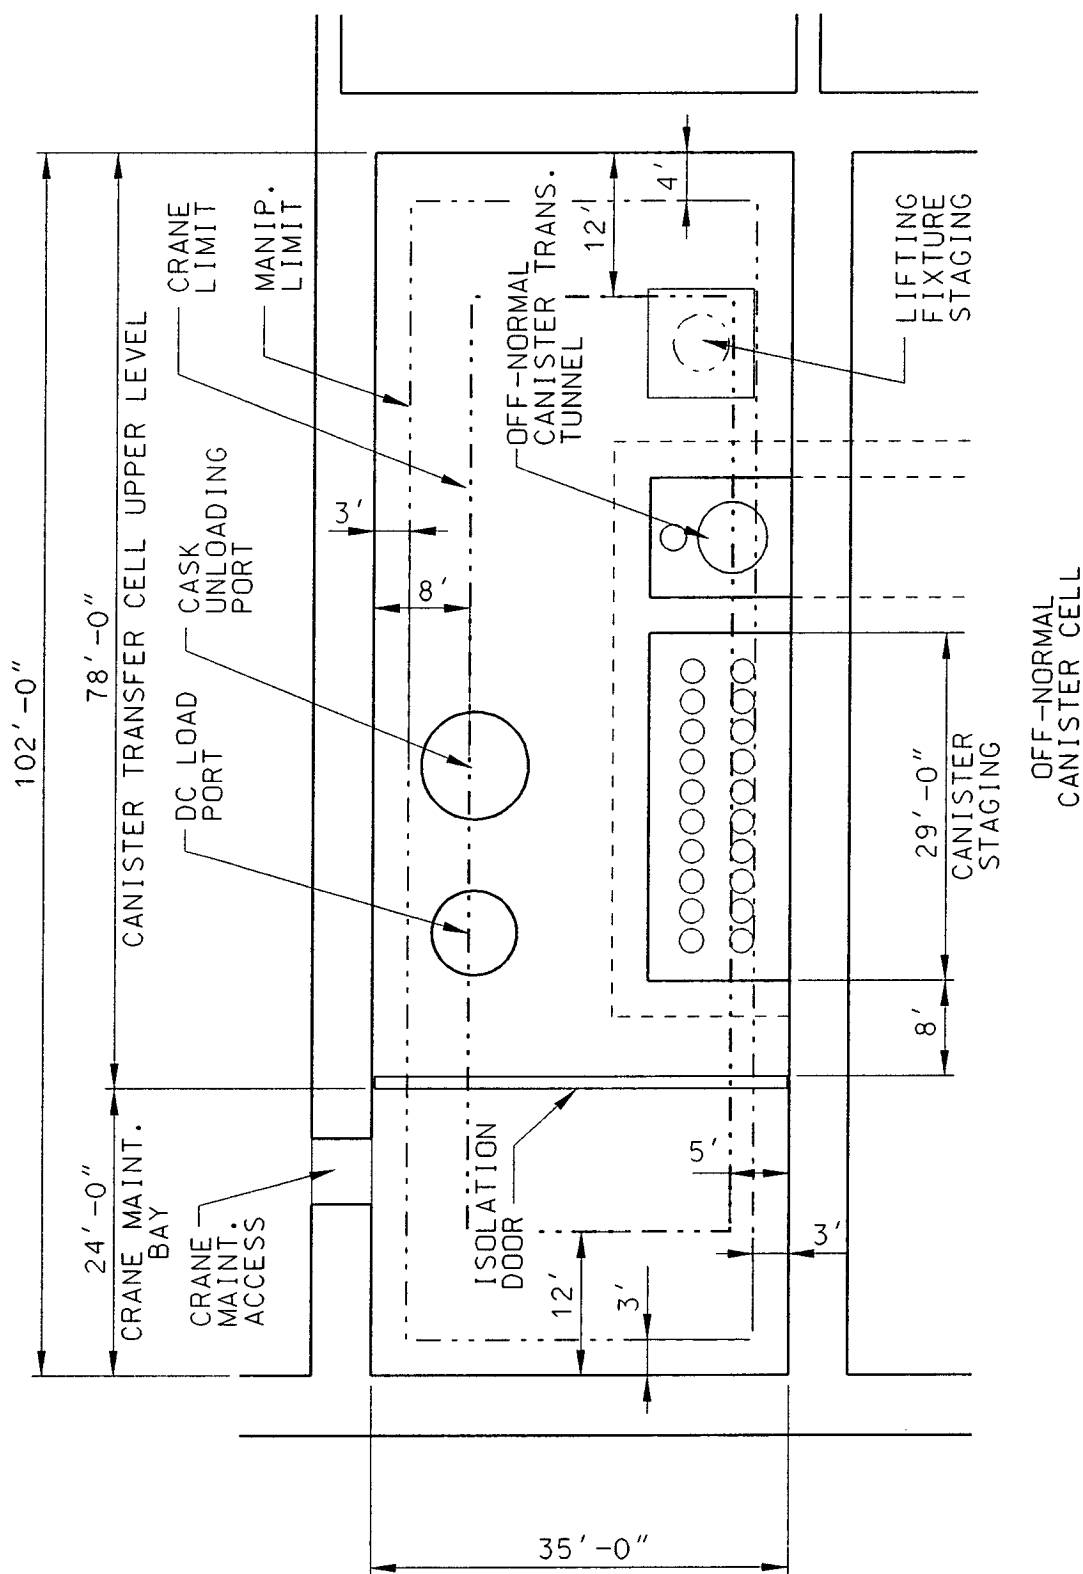 102'-0"
24'-0"
78'-0"
CRANE MAINT.
BAY
CANISTER TRANSFER CELL UPPER LEVEL
CRANE
MAINT.
ACCESS
DC LOAD
PORT
CASK
UNLOADING
PORT
CRANE
LIMIT
MANIP.
LIMIT
3'
8'
35'-0"
ISOLATION
DOOR
12'
3'
5'
3'
OFF-NORMAL
CANISTER TRANS.
TUNNEL
12'
4'
8'
29'-0"
CANISTER
STAGING
LIFTING
FIXTURE
STAGING
OFF-NORMAL
CANISTER CELL